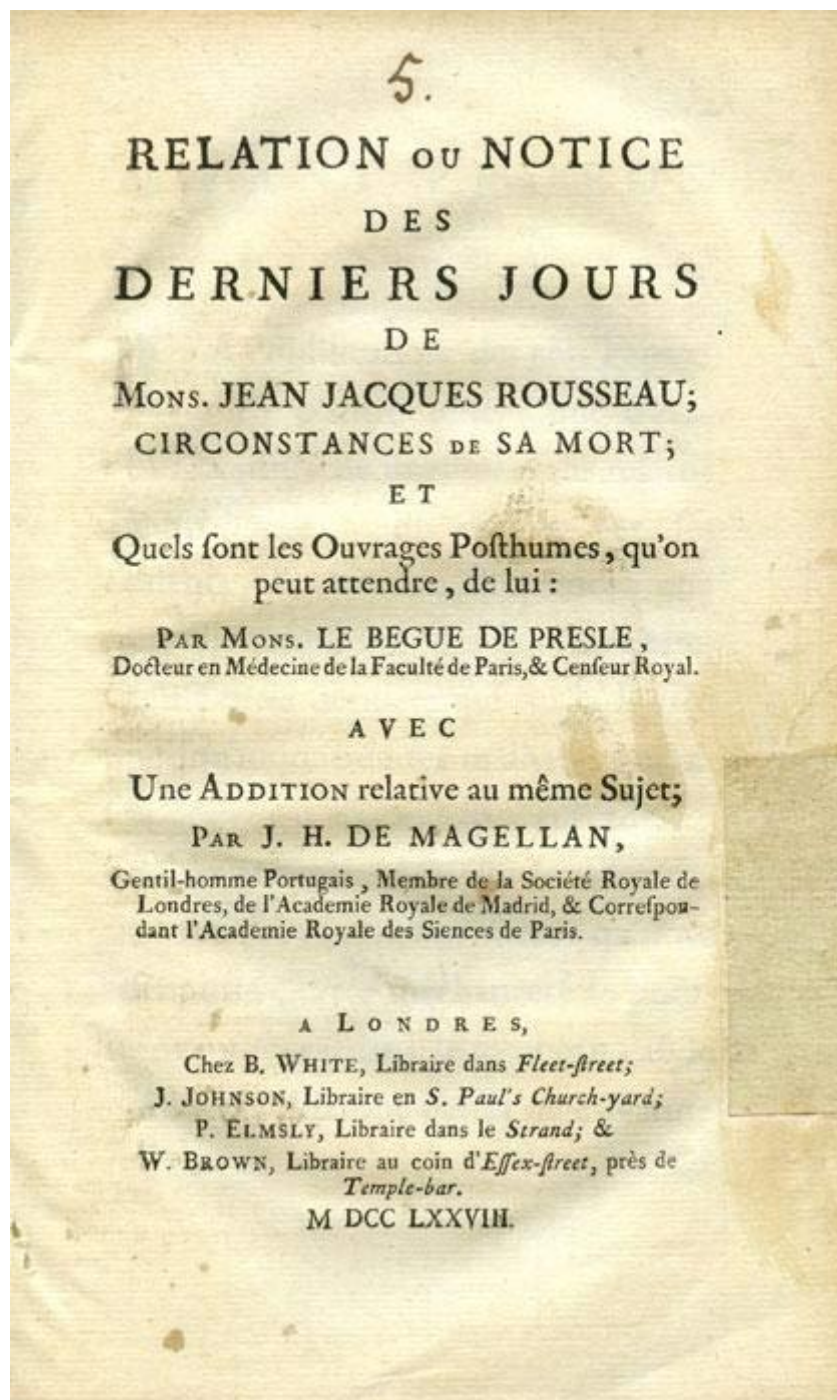 5.
RELATION OU NOTICE
DES
DERNIERS JOURS
DE
MONS. JEAN JACQUES ROUSSEAU;
CIRCONSTANCES DE SA MORT;
ET
Quels ſont les Ouvrages Poſthumes, qu'on
peut attendre, de lui :
PAR MONS. LE BEGUE DE PRESLE,
Docteur en Médecine de la Faculté de Paris, & Cenſeur Royal.
AVEC
Une ADDITION relative au même Sujet;
PAR J. H. DE MAGELLAN,
Gentil-homme Portugais, Membre de la Société Royale de
Londres, de l'Academie Royale de Madrid, & Correſpon-
dant l'Academie Royale des Siences de Paris.
A LONDRES,
Chez B. WHITE, Libraire dans Fleet-ſtreet;
J. JOHNSON, Libraire en S. Paul's Church-yard;
P. ELMSLY, Libraire dans le Strand; &
W. BROWN, Libraire au coin d'Eſſex-ſtreet, près de
Temple-bar.
M DCC LXXVIII.